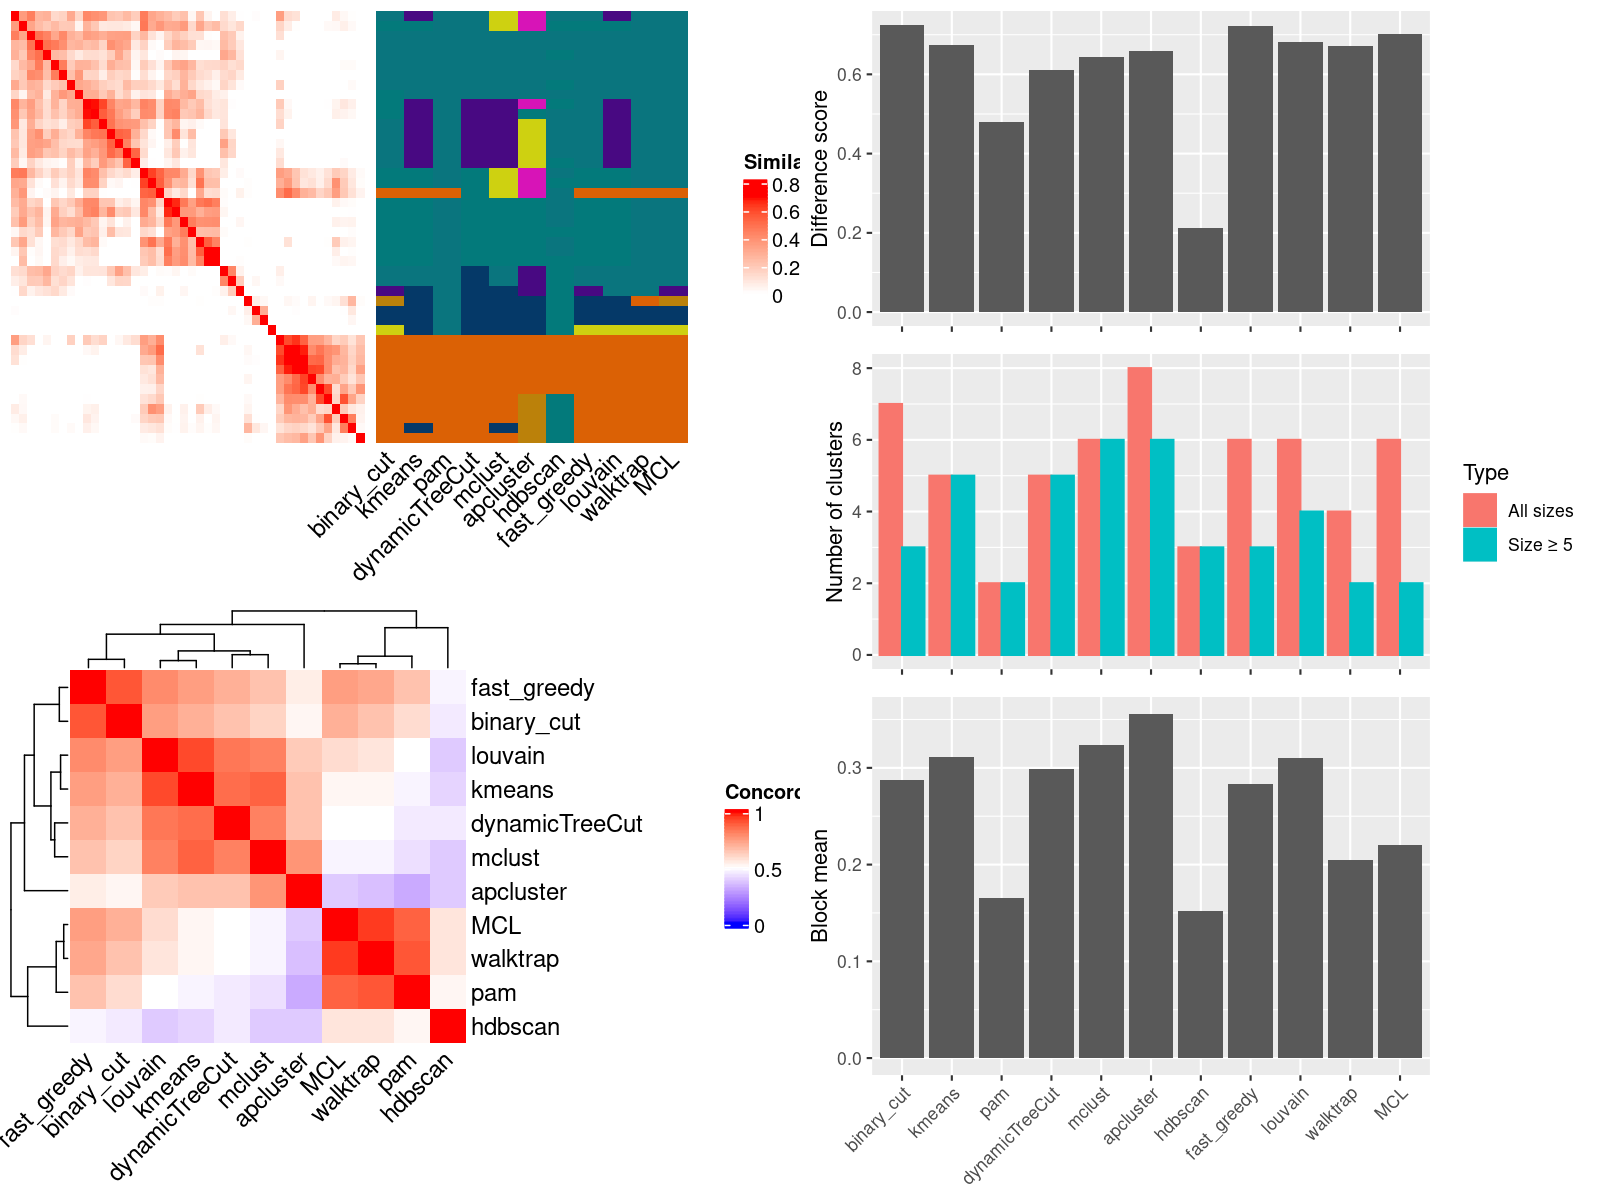 Simila
0.8
0.6
0.4
0.2
0
binary_cut
kmeans
pam
dynamicTreeCut
mclust
apcluster
hdbscan
fast_greedy
louvain
walktrap
MCL
fast_greedy
binary_cut
louvain
kmeans
dynamicTreeCut
mclust
apcluster
MCL
walktrap
pam
hdbscan
Concord
1
0.5
0
fast_greedy
binary_cut
louvain
kmeans
dynamicTreeCut
mclust
apcluster
MCL
walktrap
pam
hdbscan
Difference score
0.6
0.4
0.2
0.0
Number of clusters
8
6
4
2
0
Type
All sizes
Size ≥ 5
Block mean
0.3
0.2
0.1
0.0
binary_cut
kmeans
pam
dynamicTreeCut
mclust
apcluster
hdbscan
fast_greedy
louvain
walktrap
MCL